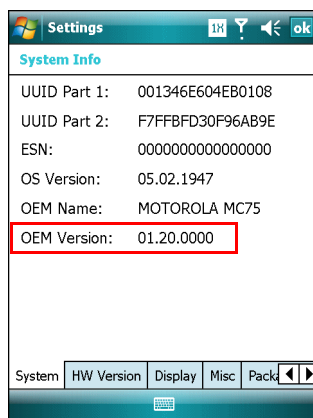 Settings 1X ok
System Info
UUID Part 1: 001346E604EB0108
UUID Part 2: F7FFBFD30F96AB9E
ESN: 0000000000000000
OS Version: 05.02.1947
OEM Name: MOTOROLA MC75
OEM Version: 01.20.0000
System HW Version Display Misc Packa